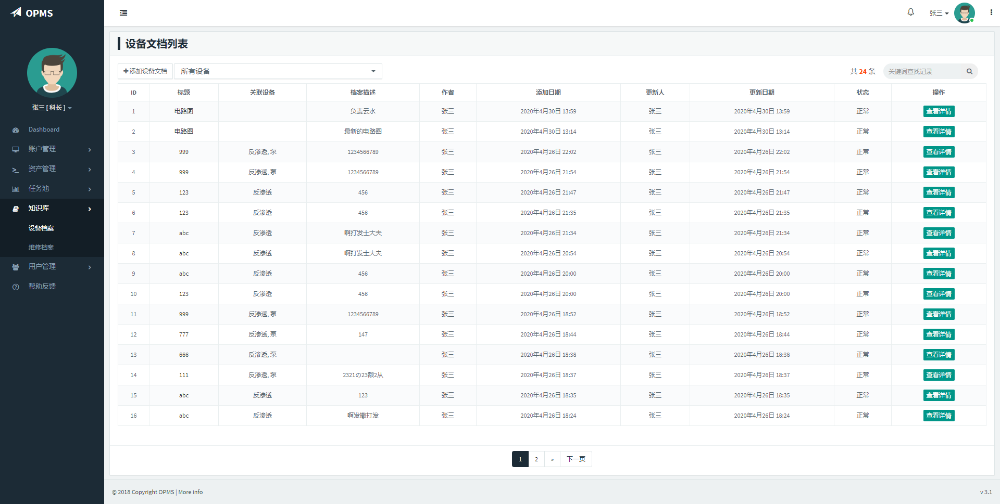 OPMS
张三
张三 [ 科长 ]
Dashboard
账户管理
资产管理
任务池
知识库
设备档案
维修档案
用户管理
帮助反馈
设备文档列表
添加设备文档 所有设备 共 24 条 关键词查找记录
ID 标题 关联设备 档案描述 作者 添加日期 更新人 更新日期 状态 操作
1 电路图 负责云水 张三 2020年4月30日 13:59 张三 2020年4月30日 13:59 正常 查看详情
2 电路图 最新的电路图 张三 2020年4月30日 13:14 张三 2020年4月30日 13:14 正常 查看详情
3 999 反渗透, 泵 1234566789 张三 2020年4月26日 22:02 张三 2020年4月26日 22:02 正常 查看详情
4 999 反渗透, 泵 1234566789 张三 2020年4月26日 21:54 张三 2020年4月26日 21:54 正常 查看详情
5 123 反渗透 456 张三 2020年4月26日 21:47 张三 2020年4月26日 21:47 正常 查看详情
6 123 反渗透 456 张三 2020年4月26日 21:35 张三 2020年4月26日 21:35 正常 查看详情
7 abc 反渗透 啊打发士大夫 张三 2020年4月26日 21:34 张三 2020年4月26日 21:34 正常 查看详情
8 abc 反渗透 啊打发士大夫 张三 2020年4月26日 20:54 张三 2020年4月26日 20:54 正常 查看详情
9 abc 反渗透 456 张三 2020年4月26日 20:00 张三 2020年4月26日 20:00 正常 查看详情
10 123 反渗透 456 张三 2020年4月26日 20:00 张三 2020年4月26日 20:00 正常 查看详情
11 999 反渗透, 泵 1234566789 张三 2020年4月26日 18:52 张三 2020年4月26日 18:52 正常 查看详情
12 777 反渗透, 泵 147 张三 2020年4月26日 18:44 张三 2020年4月26日 18:44 正常 查看详情
13 666 反渗透, 泵 张三 2020年4月26日 18:38 张三 2020年4月26日 18:38 正常 查看详情
14 111 反渗透, 泵 2321の23额2从 张三 2020年4月26日 18:37 张三 2020年4月26日 18:37 正常 查看详情
15 abc 反渗透 123 张三 2020年4月26日 18:35 张三 2020年4月26日 18:35 正常 查看详情
16 abc 反渗透 啊发撒打发 张三 2020年4月26日 18:24 张三 2020年4月26日 18:24 正常 查看详情
1 2 » 下一页
© 2018 Copyright OPMS | More info
v 3.1